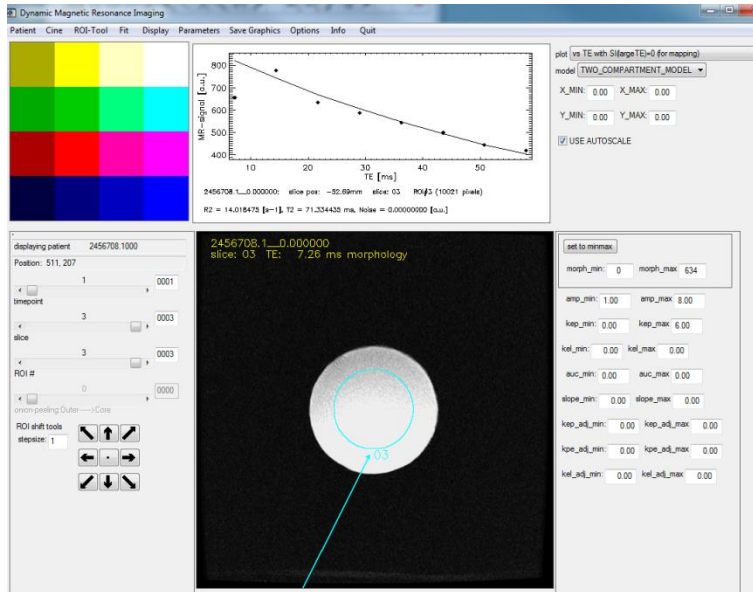 Dynamic Magnetic Resonance Imaging
Patient Cine ROI-Tool Fit Display Parameters Save Graphics Options Info Quit
MR-signal [a.u.]
800
700
600
500
400
10 20 30 40 50
TE [ms]
2456708.1__0.000000: slice pos: -52.69mm slice: 03 ROI#3 (10021 pixels)
R2 = 14.018475 [s-1], T2 = 71.334435 ms, Noise = 0.00000000 [a.u.]
plot vs TE with SI(large TE)=0 (for mapping)
model TWO_COMPARTMENT_MODEL
X_MIN: 0.00 X_MAX: 0.00
Y_MIN: 0.00 Y_MAX: 0.00
USE AUTOSCALE
displaying patient 2456708.1000
Position: 511, 207
1 0001
timepoint
3 0003
slice
3 0003
ROI #
0 0000
onion-peeling:Outer ---->Core
ROI shift tools
stepsize: 1
2456708.1__0.000000
slice: 03 TE: 7.26 ms morphology
03
set to minmax
morph_min: 0 morph_max 634
amp_min: 1.00 amp_max 8.00
kep_min: 0.00 kep_max 6.00
kel_min: 0.00 kel_max 0.00
auc_min: 0.00 auc_max 0.00
slope_min: 0.00 slope_max 0.00
kep_adj_min: 0.00 kep_adj_max 0.00
kpe_adj_min: 0.00 kpe_adj_max 0.00
kel_adj_min: 0.00 kel_adj_max 0.00